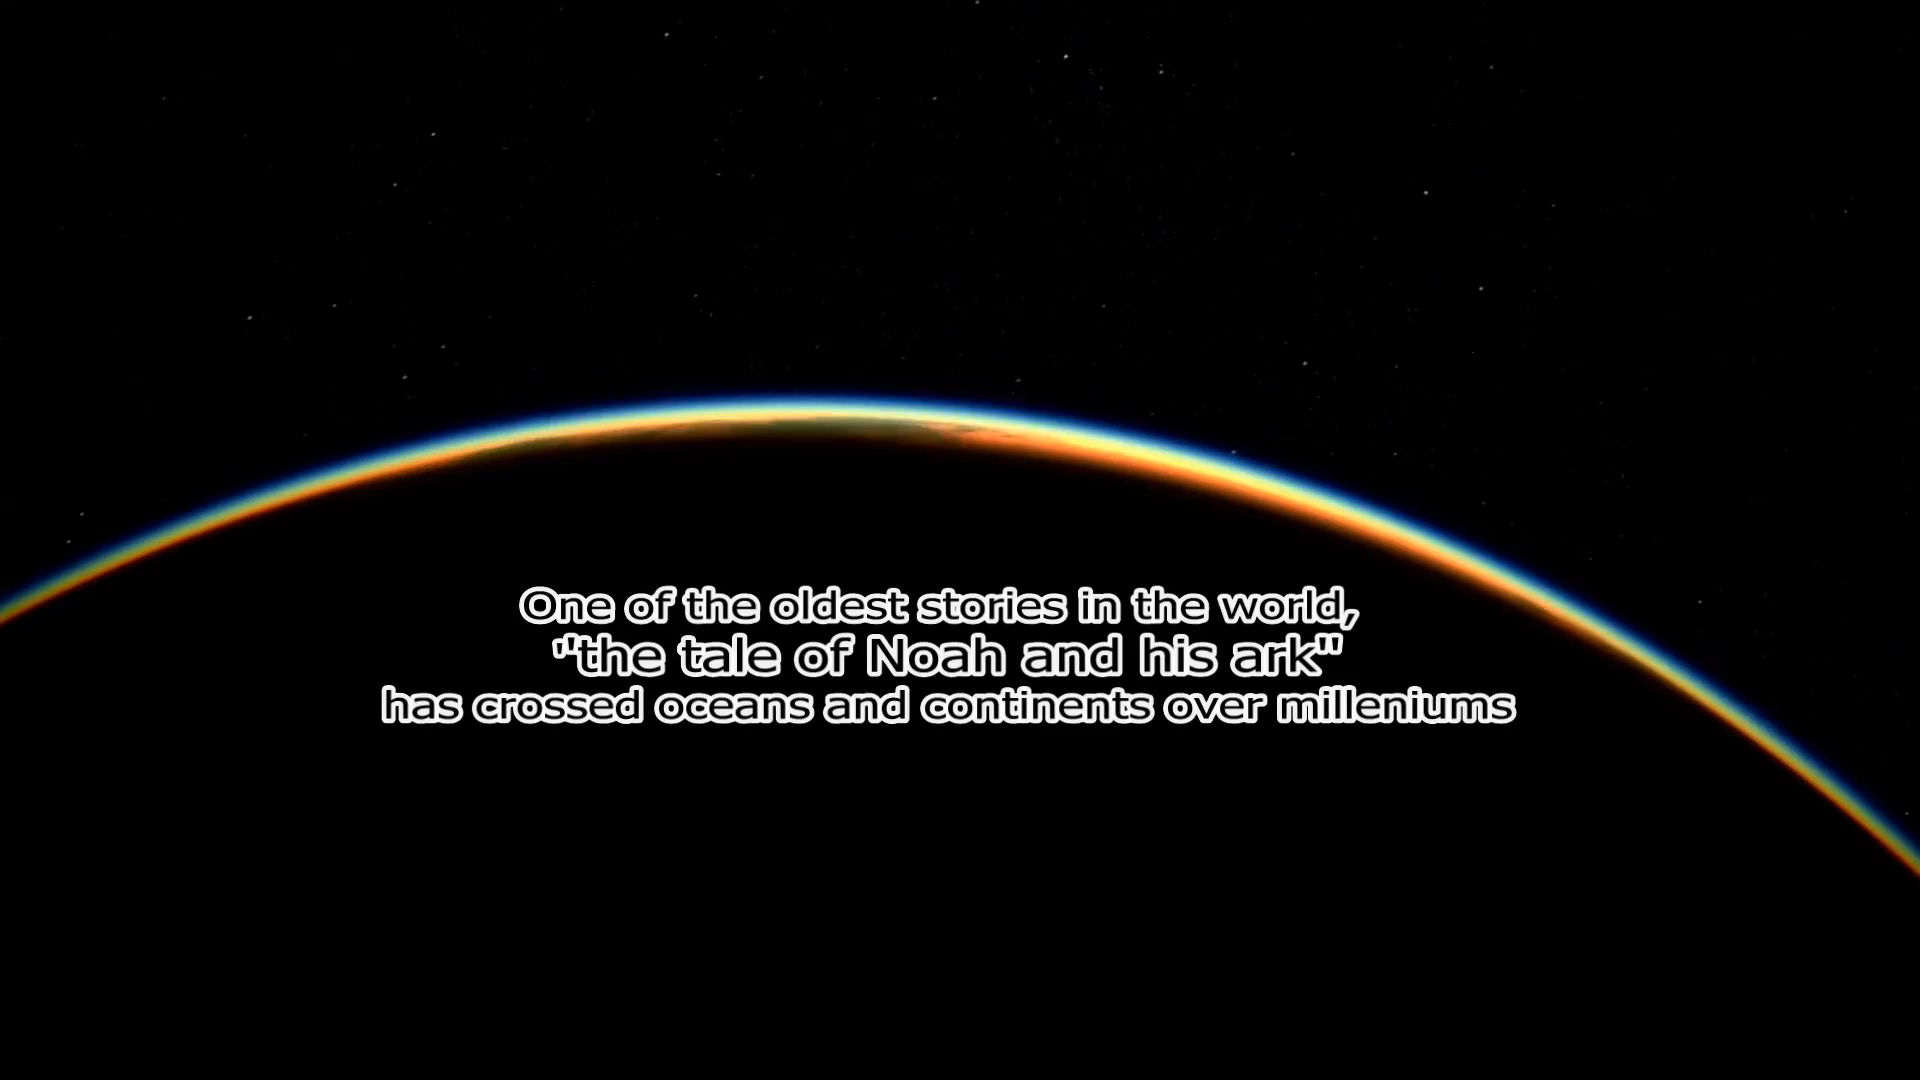 One of the oldest stories in the world,
"the tale of Noah and his ark"
has crossed oceans and continents over milleniums